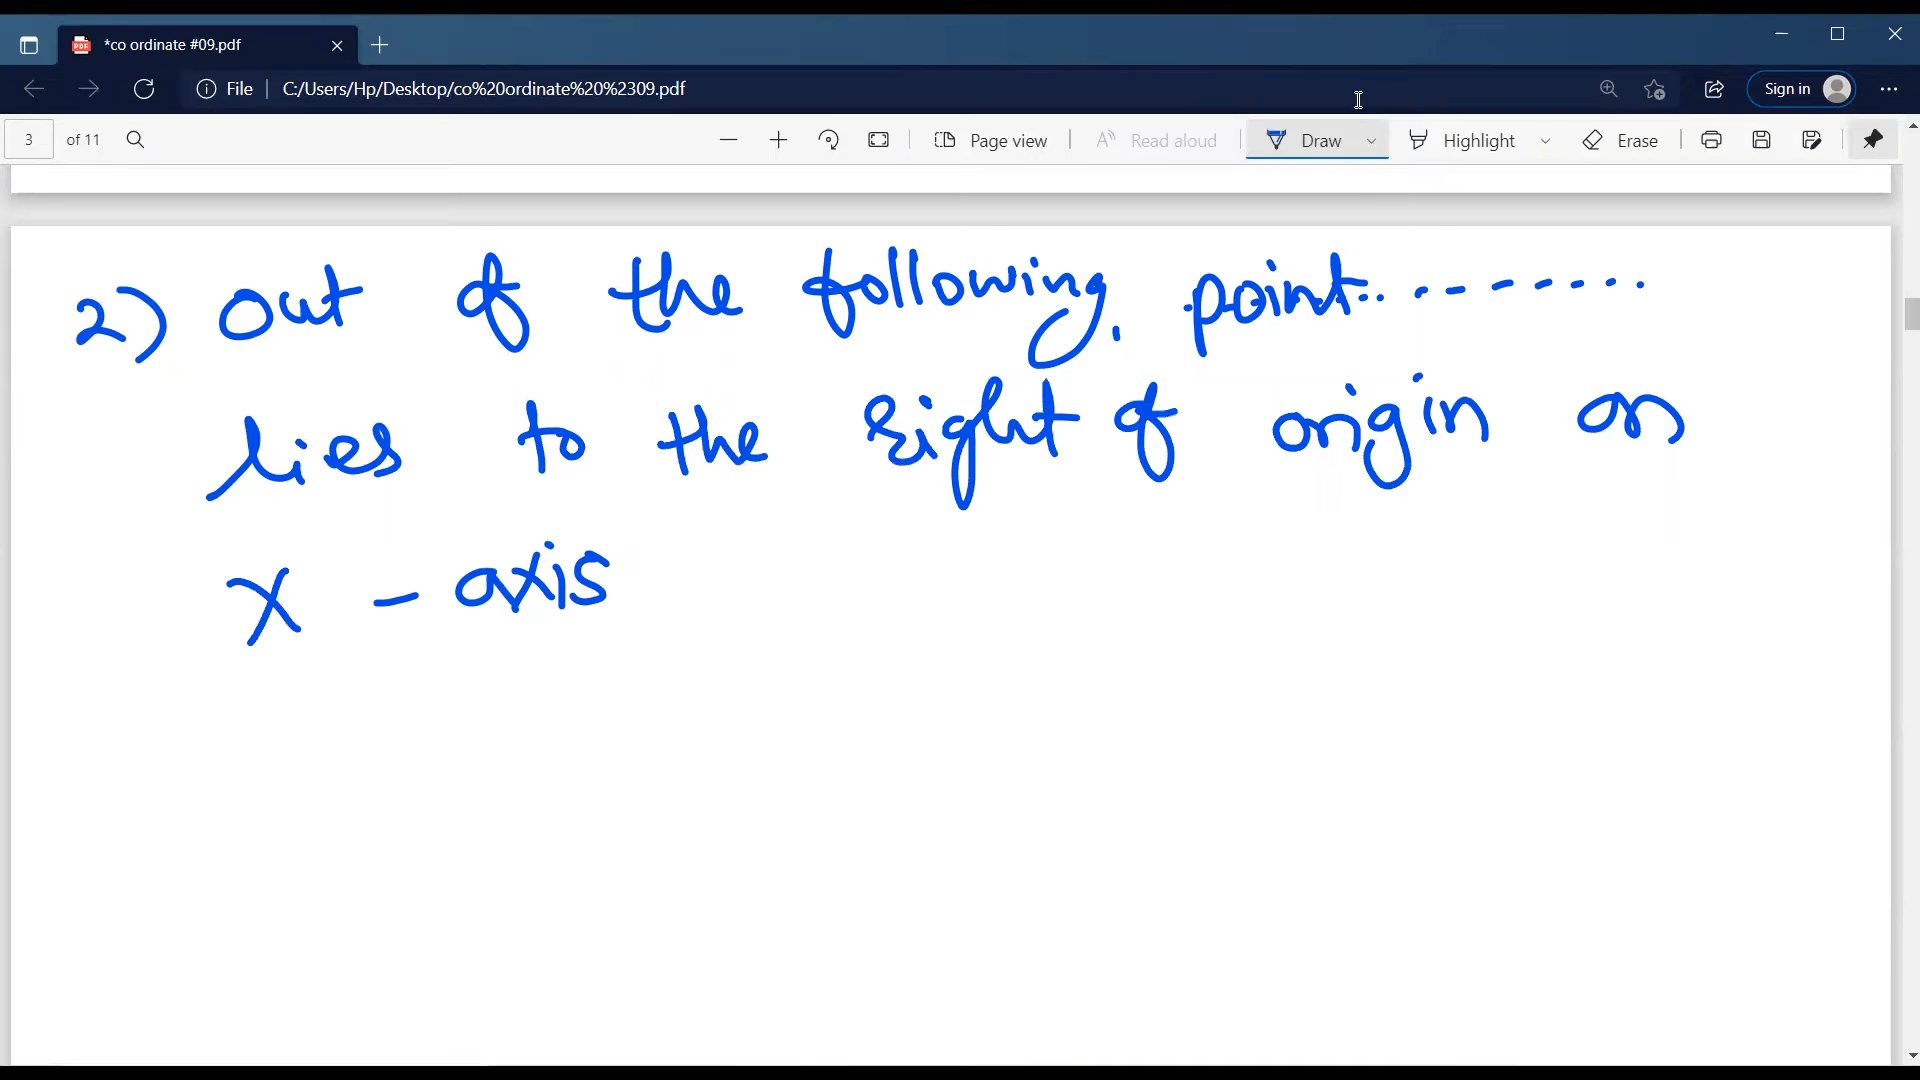 *co ordinate #09.pdf
File | C:/Users/Hp/Desktop/co%20ordinate%20%2309.pdf
Sign in
3 of 11
Page view
Read aloud
Draw
Highlight
Erase
2) Out of the following, point...---------
lies to the right of origin on
X - axis